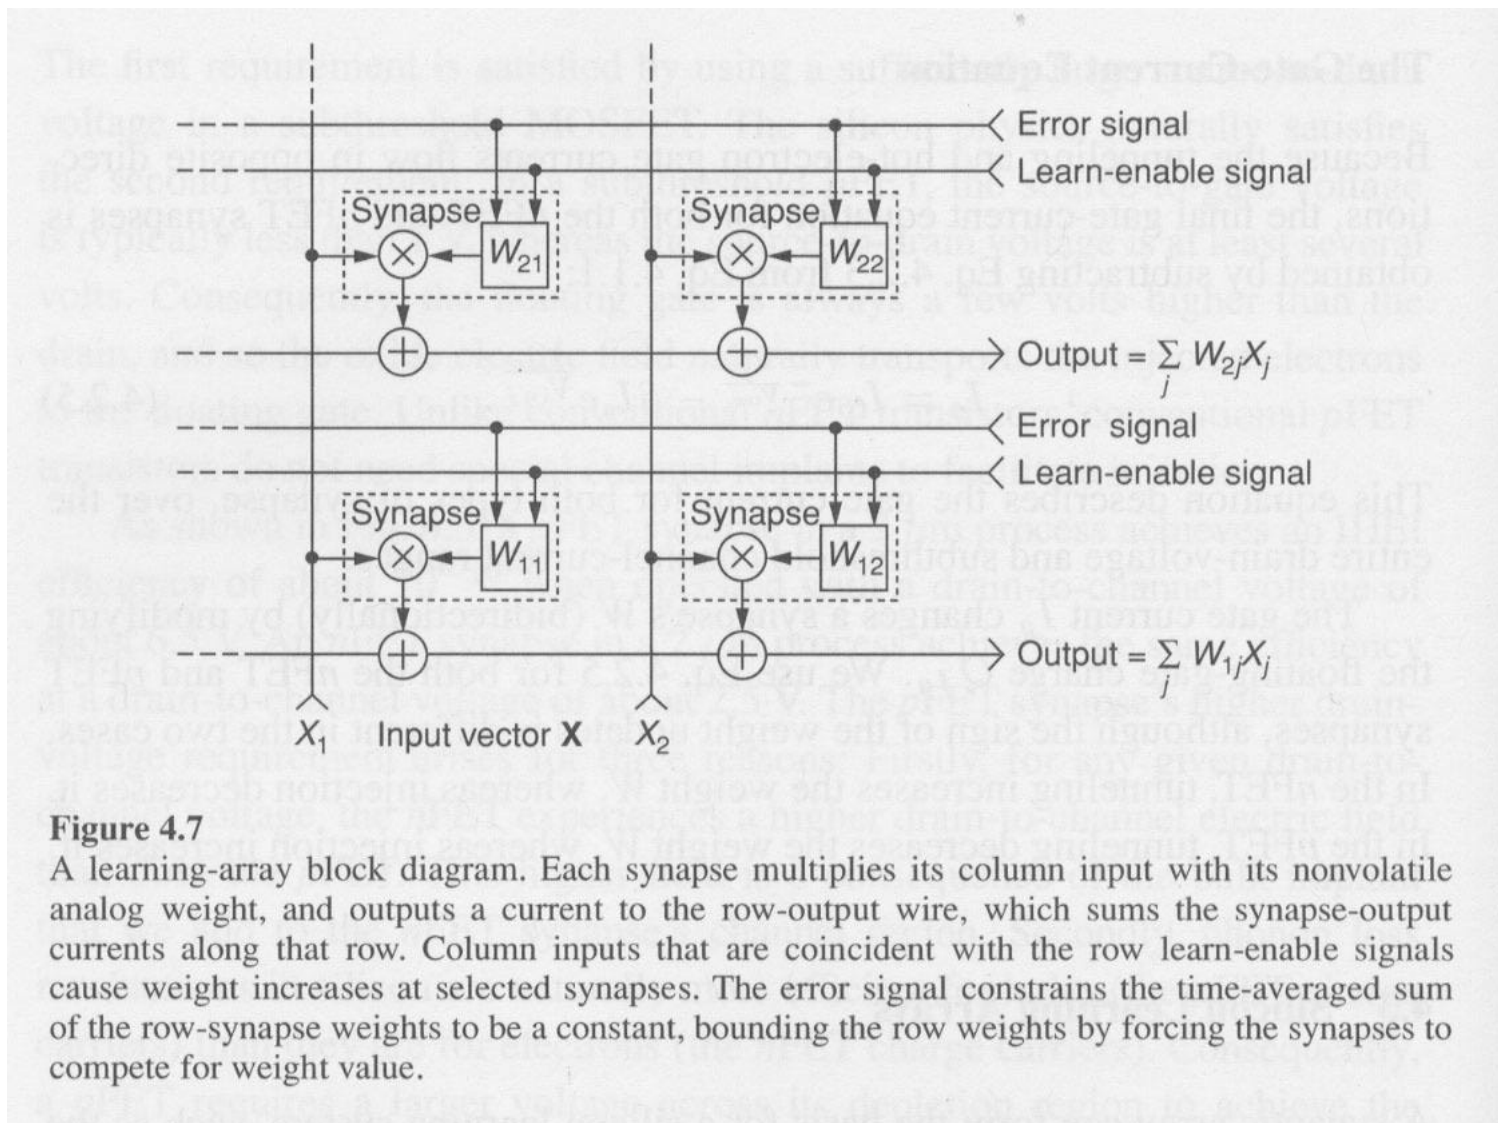 Error signal
Learn-enable signal
Synapse Synapse
× W21 × W22
+ + Output = Σ W2jXj
j
Error signal
Learn-enable signal
Synapse Synapse
× W11 × W12
+ + Output = Σ W1jXj
j
X1 Input vector X X2
Figure 4.7
A learning-array block diagram. Each synapse multiplies its column input with its nonvolatile
analog weight, and outputs a current to the row-output wire, which sums the synapse-output
currents along that row. Column inputs that are coincident with the row learn-enable signals
cause weight increases at selected synapses. The error signal constrains the time-averaged sum
of the row-synapse weights to be a constant, bounding the row weights by forcing the synapses to
compete for weight value.